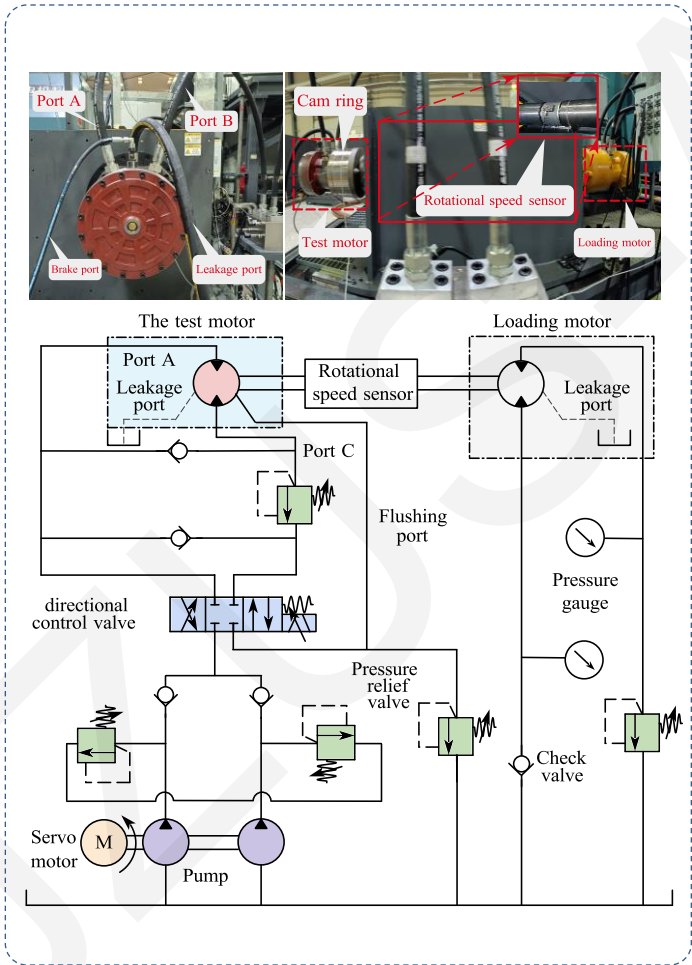 Port A
Port B
Brake port
Leakage port
Cam ring
Rotational speed sensor
Test motor
Loading motor
The test motor
Loading motor
Port A
Leakage
port
Rotational
speed sensor
Leakage
port
Port C
Flushing
port
Pressure
gauge
directional
control valve
Pressure
relief
valve
Check
valve
Servo
motor
M
Pump